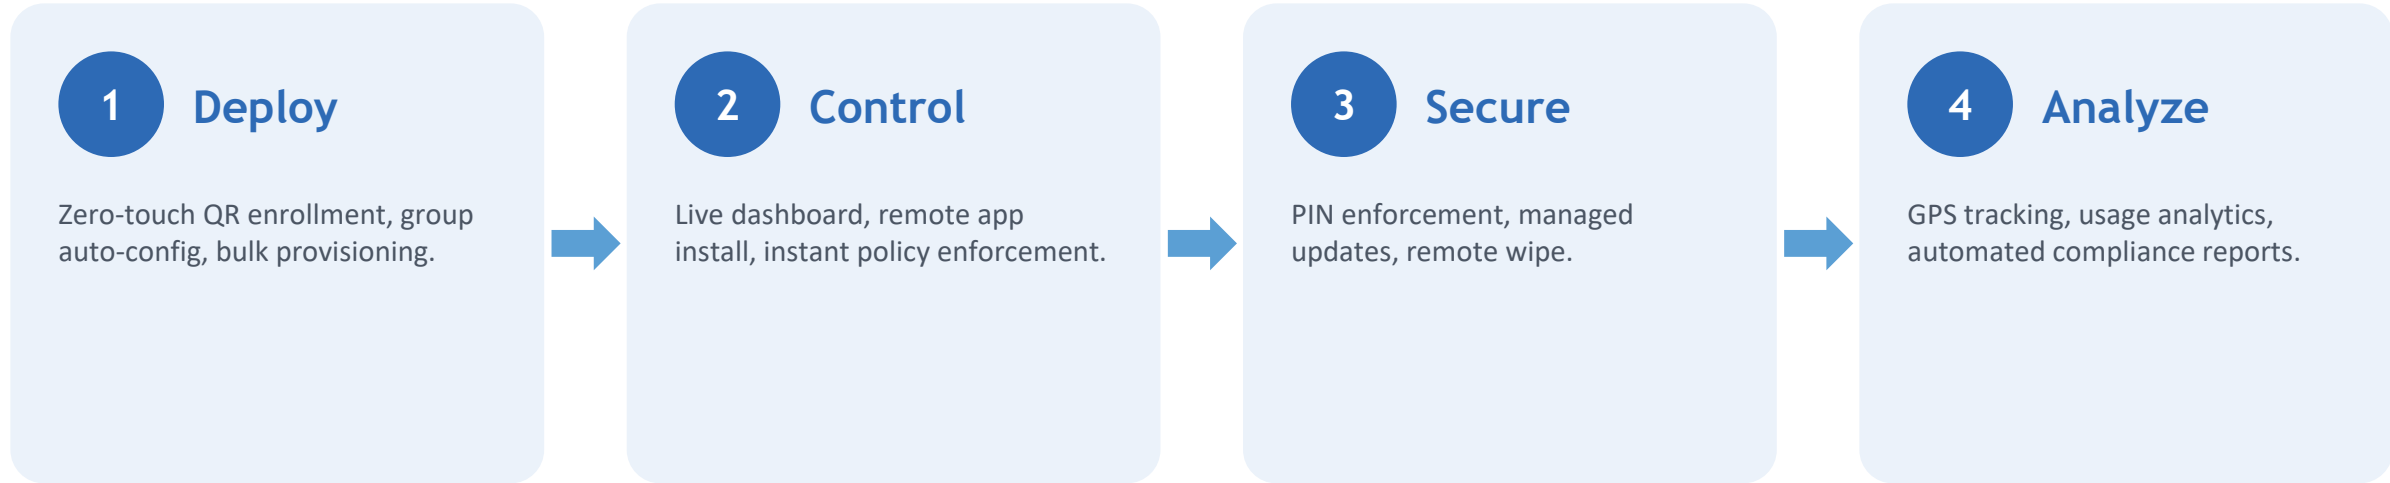 1
Deploy
Zero-touch QR enrollment, group
auto-config, bulk provisioning.
2
Control
Live dashboard, remote app
install, instant policy enforcement.
3
Secure
PIN enforcement, managed
updates, remote wipe.
4
Analyze
GPS tracking, usage analytics,
automated compliance reports.